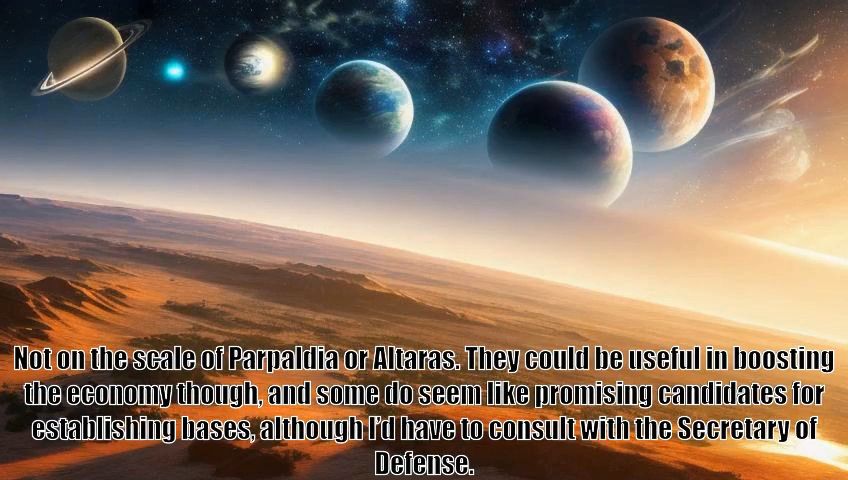 Not on the scale of Parpaldia or Altaras. They could be useful in boosting
the economy though, and some do seem like promising candidates for
establishing bases, although I'd have to consult with the Secretary of
Defense.